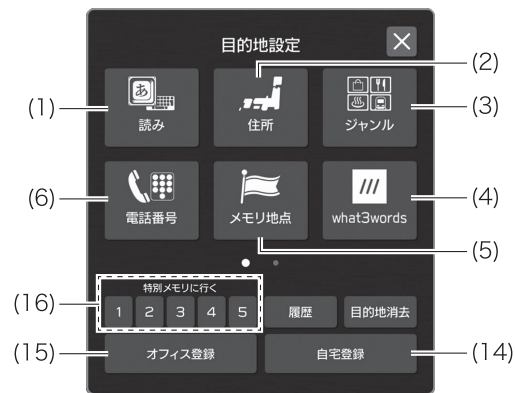 目的地設定
(2)
(1)
あ
読み
住所
ジャンル
(3)
(6)
電話番号
メモリ地点
///
what3words
(4)
(5)
(16)
特別メモリに行く
1 2 3 4 5
履歴
目的地消去
(15)
オフィス登録
自宅登録
(14)